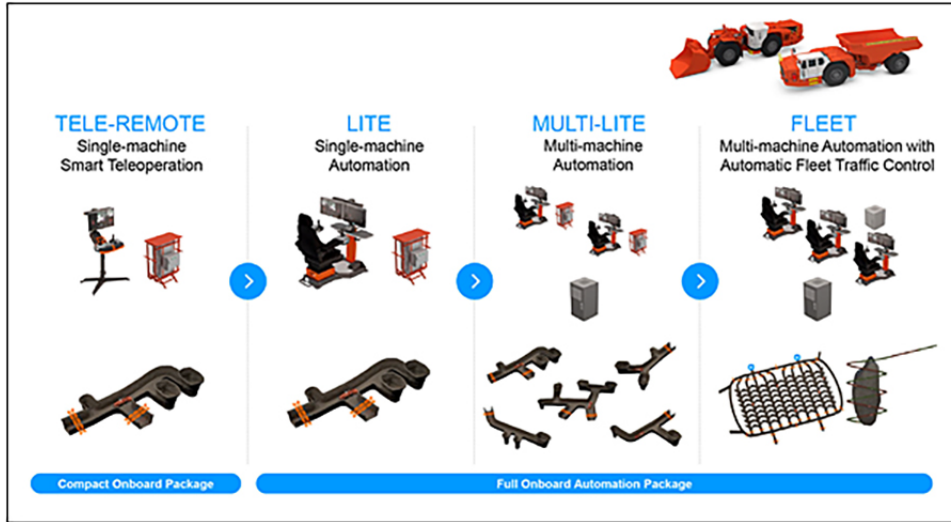 TELE-REMOTE
Single-machine
Smart Teleoperation
LITE
Single-machine
Automation
MULTI-LITE
Multi-machine
Automation
FLEET
Multi-machine Automation with
Automatic Fleet Traffic Control
Compact Onboard Package
Full Onboard Automation Package